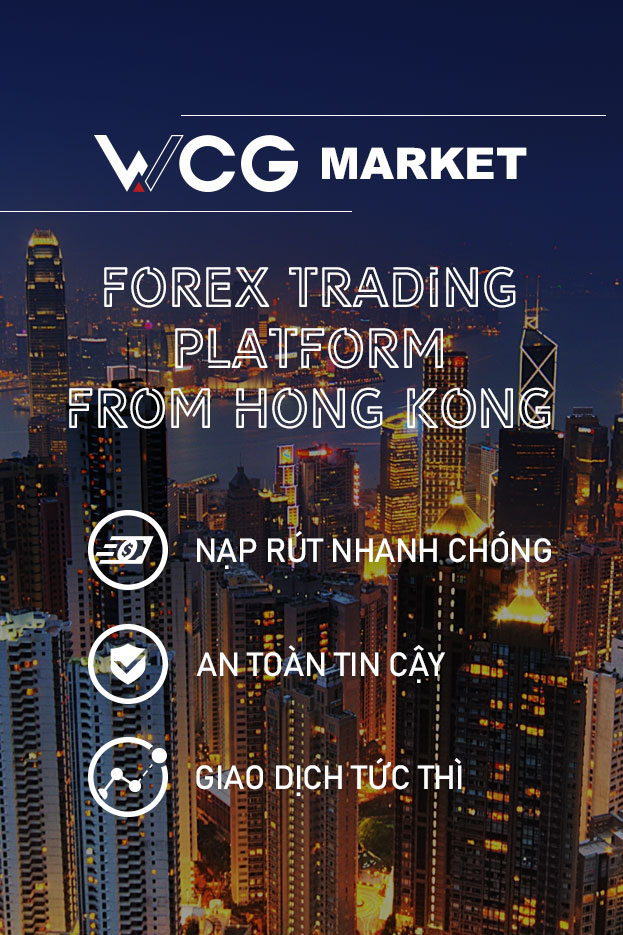 WCG MARKET
FOREX TRADiNG
PLATFORM
FROM HONG KONG
NẠP RÚT NHANH CHÓNG
AN TOÀN TIN CẬY
GIAO DỊCH TỨC THÌ